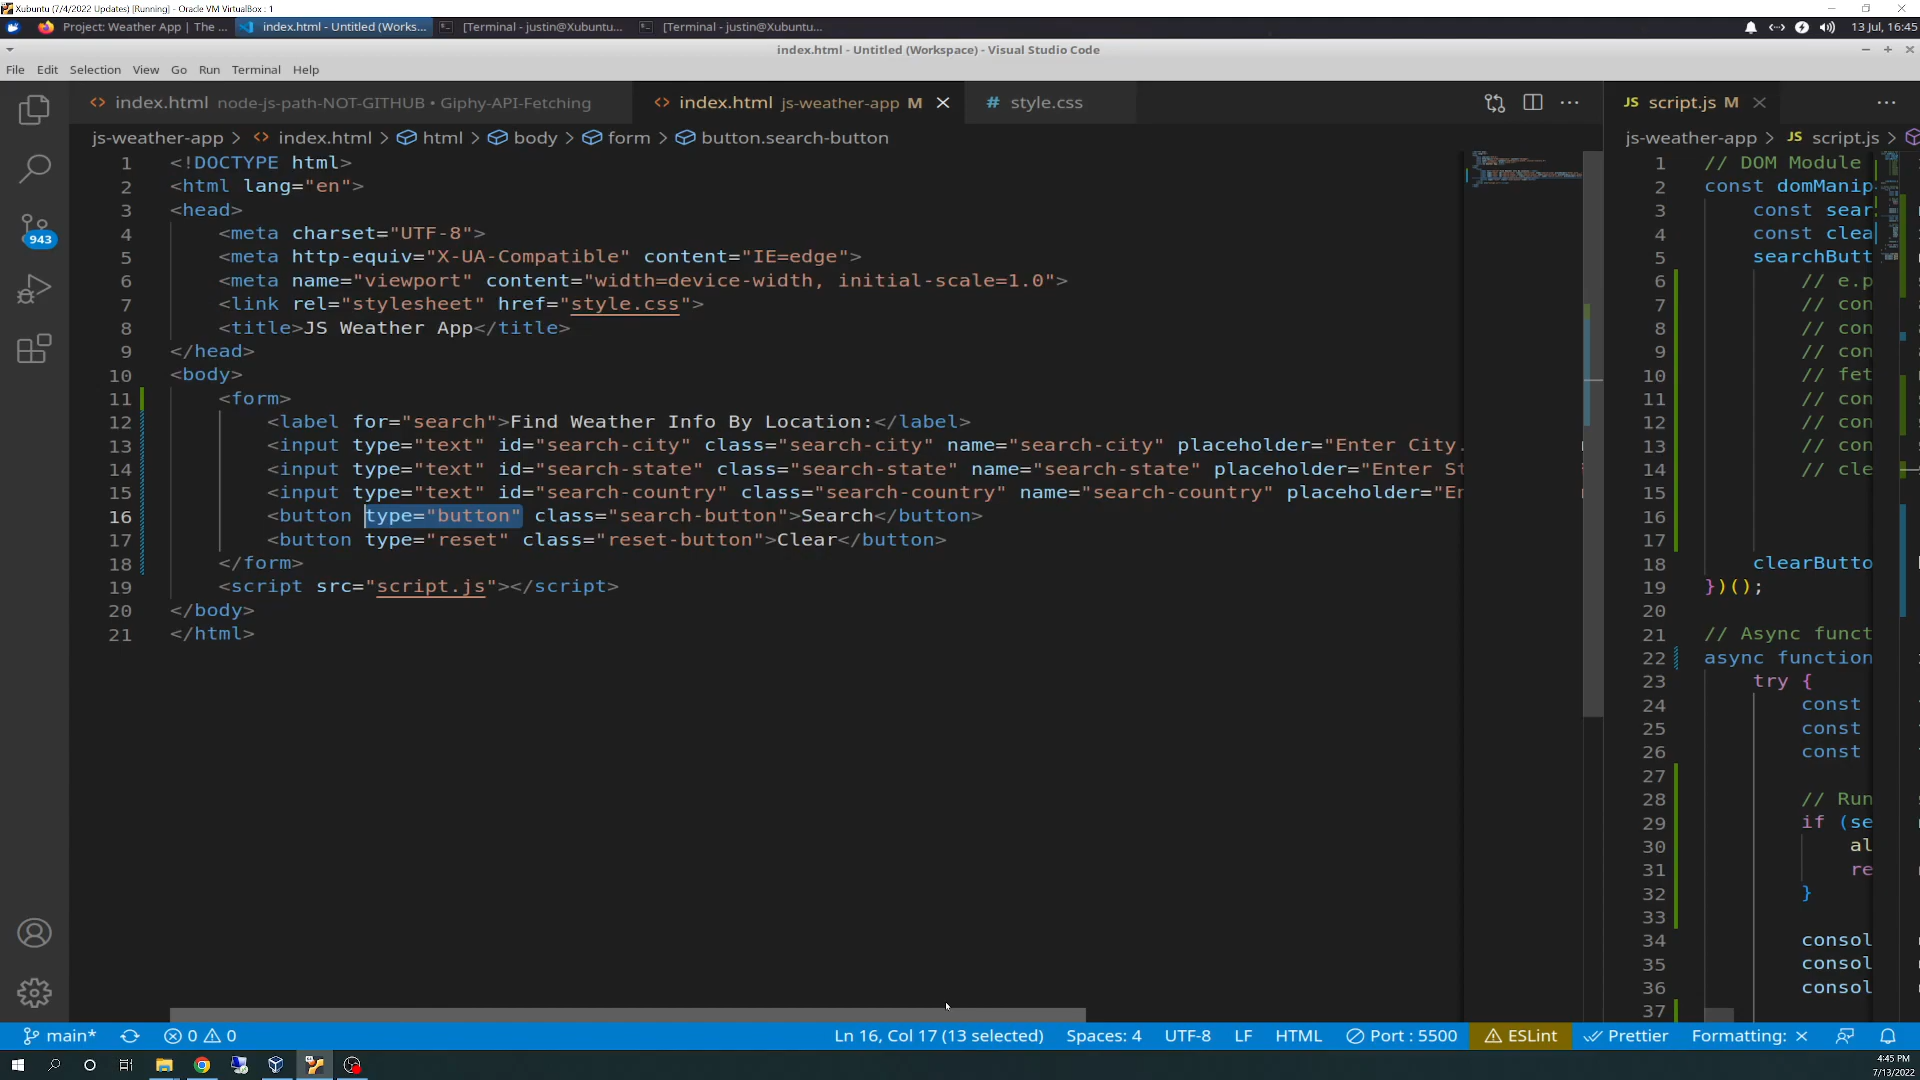 Xubuntu (7/4/2022 Updates) [Running] - Oracle VM VirtualBox : 1
Project: Weather App | The ...
index.html - Untitled (Works...
[Terminal - justin@Xubuntu...
[Terminal - justin@Xubuntu...
13 Jul, 16:45
index.html - Untitled (Workspace) - Visual Studio Code
File Edit Selection View Go Run Terminal Help
index.html node-js-path-NOT-GITHUB • Giphy-API-Fetching
index.html js-weather-app M
# style.css
JS script.js M
js-weather-app > index.html > html > body > form > button.search-button
js-weather-app > JS script.js >
943
1 <!DOCTYPE html>
2 <html lang="en">
3 <head>
4 <meta charset="UTF-8">
5 <meta http-equiv="X-UA-Compatible" content="IE=edge">
6 <meta name="viewport" content="width=device-width, initial-scale=1.0">
7 <link rel="stylesheet" href="style.css">
8 <title>JS Weather App</title>
9 </head>
10 <body>
11 <form>
12 <label for="search">Find Weather Info By Location:</label>
13 <input type="text" id="search-city" class="search-city" name="search-city" placeholder="Enter City.
14 <input type="text" id="search-state" class="search-state" name="search-state" placeholder="Enter St
15 <input type="text" id="search-country" class="search-country" name="search-country" placeholder="En
16 <button type="button" class="search-button">Search</button>
17 <button type="reset" class="reset-button">Clear</button>
18 </form>
19 <script src="script.js"></script>
20 </body>
21 </html>
1 // DOM Module
2 const domManip
3 const sear
4 const clea
5 searchButt
6 // e.p
7 // con
8 // con
9 // con
10 // fet
11 // con
12 // con
13 // con
14 // cle
15
16
17
18 clearButto
19 })();
20
21 // Async funct
22 async function
23 try {
24 const
25 const
26 const
27
28 // Run
29 if (se
30 al
31 re
32 }
33
34 consol
35 consol
36 consol
37
main* 0 0
Ln 16, Col 17 (13 selected) Spaces: 4 UTF-8 LF HTML Port : 5500 ESLint Prettier Formatting: ×
4:45 PM
7/13/2022